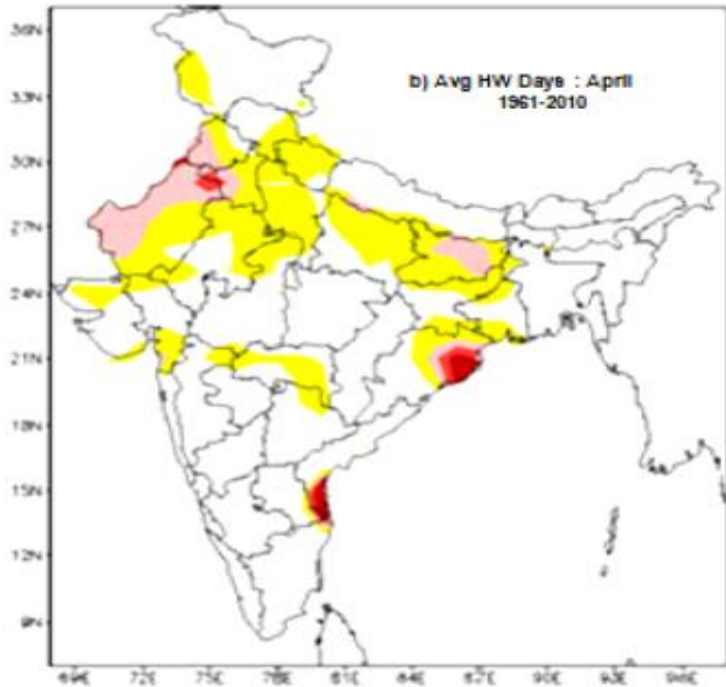 36N
b) Avg HW Days : April
1961-2010
33N
30N
27N
24N
21N
18N
15N
12N
9N
69E 72E 75E 78E 81E 84E 87E 90E 93E 96E